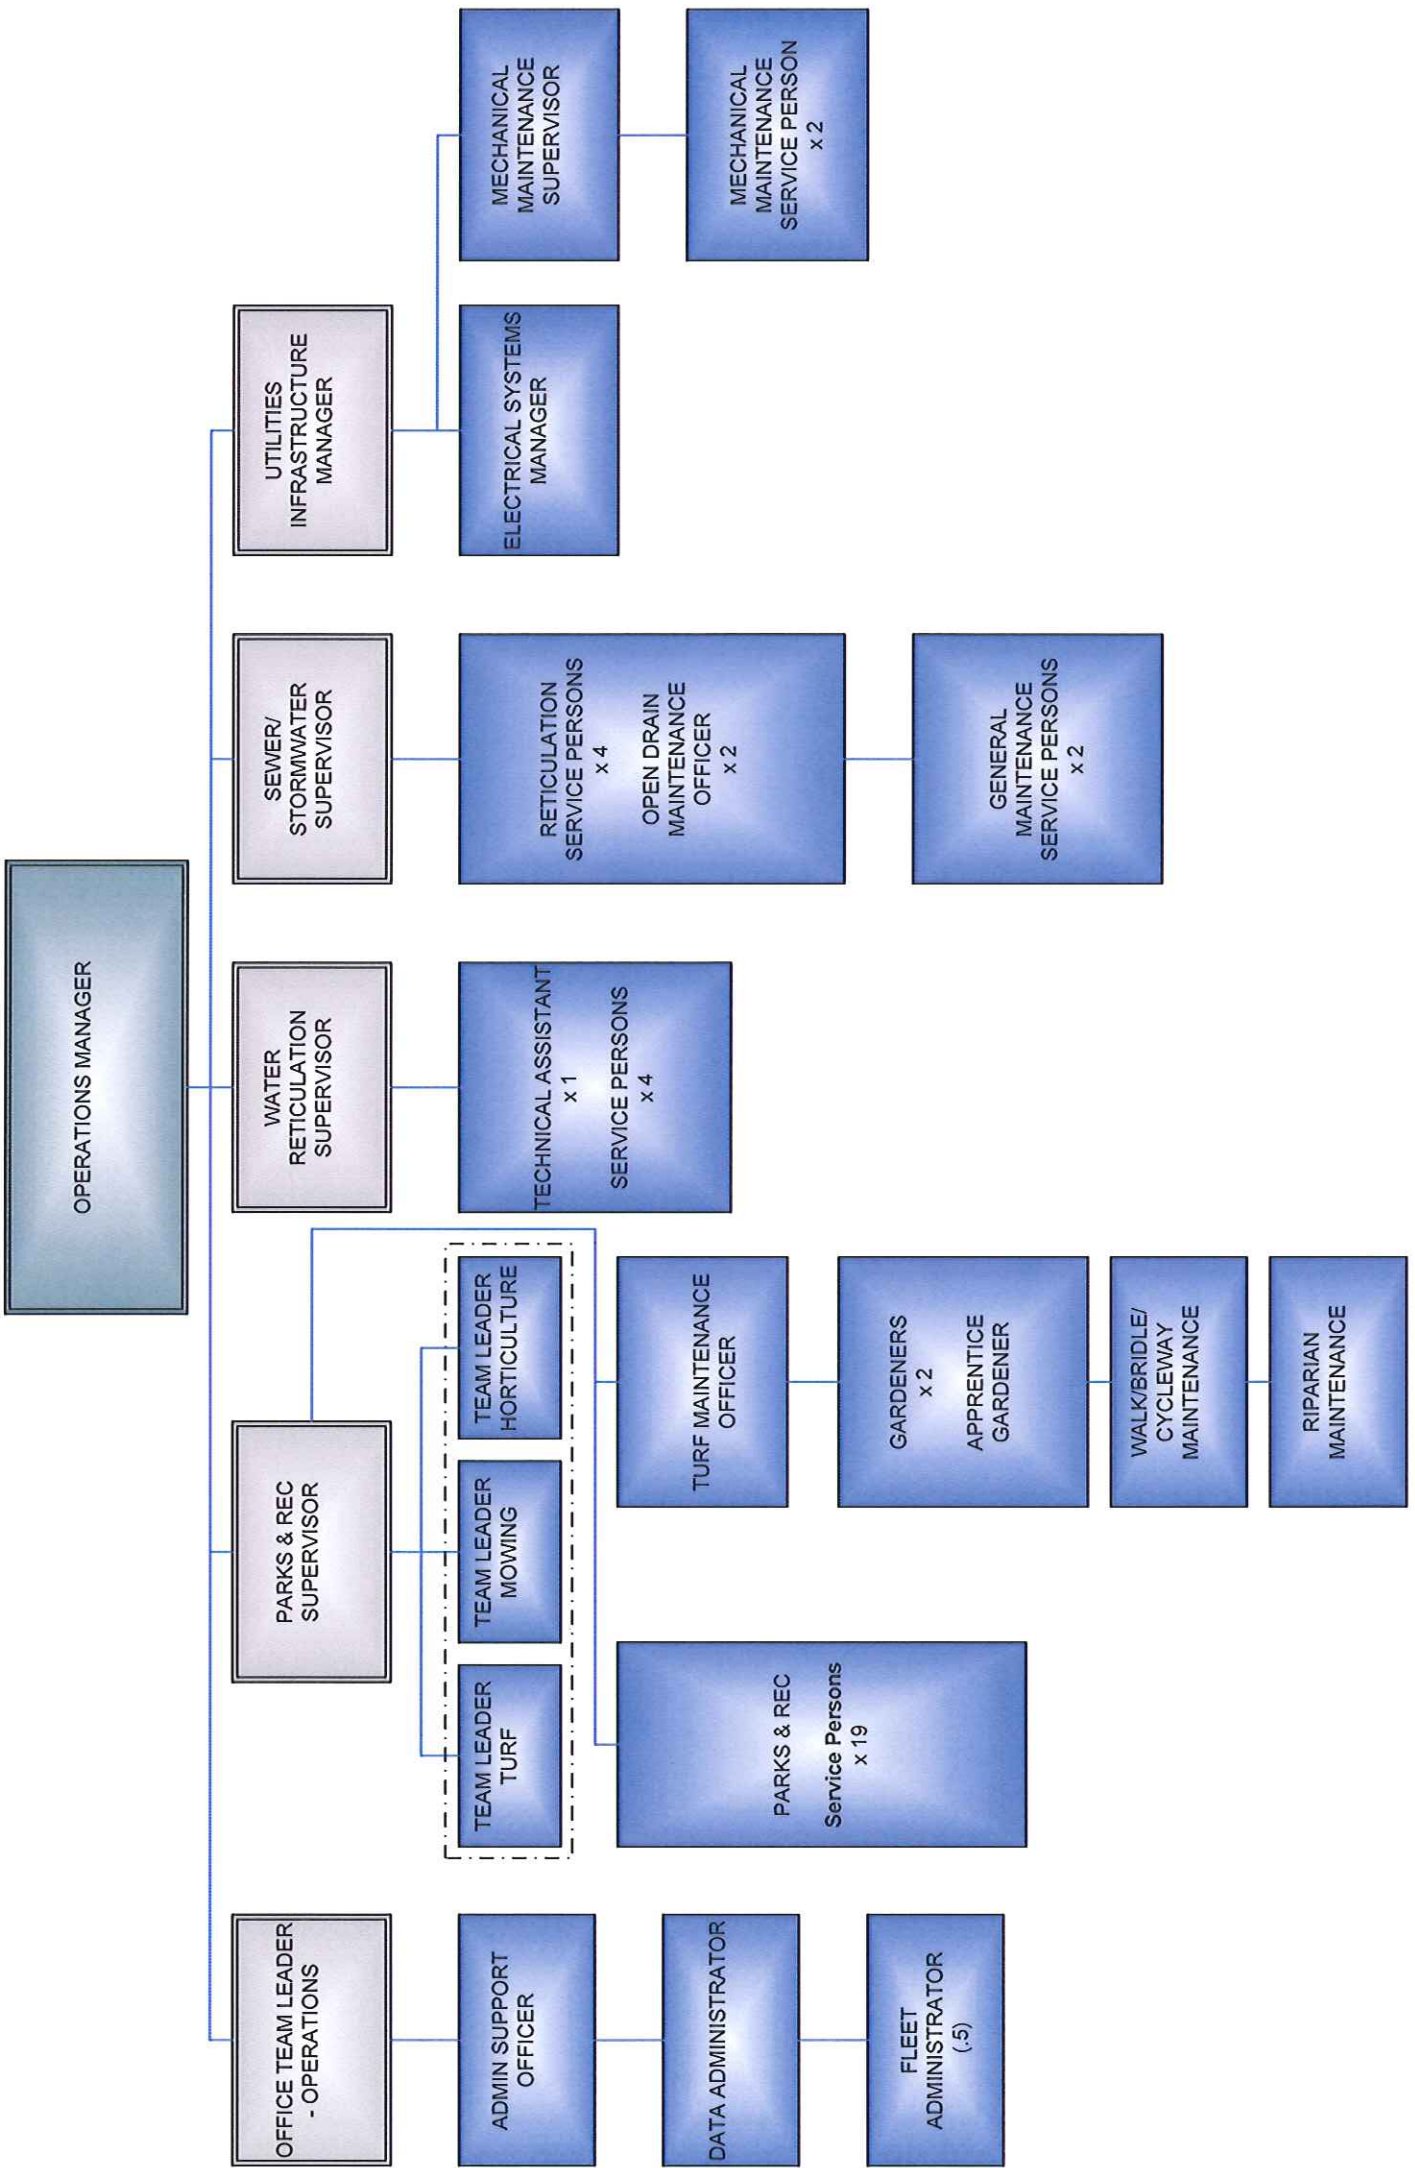 OPERATIONS MANAGER
OFFICE TEAM LEADER
- OPERATIONS
PARKS & REC
SUPERVISOR
WATER
RETICULATION
SUPERVISOR
SEWER/
STORMWATER
SUPERVISOR
UTILITIES
INFRASTRUCTURE
MANAGER
ADMIN SUPPORT
OFFICER
DATA ADMINISTRATOR
FLEET
ADMINISTRATOR
(.5)
TEAM LEADER
TURF
TEAM LEADER
MOWING
TEAM LEADER
HORTICULTURE
PARKS & REC
Service Persons
x 19
TURF MAINTENANCE
OFFICER
GARDENERS
x 2
APPRENTICE
GARDENER
WALK/BRIDLE/
CYCLEWAY
MAINTENANCE
RIPARIAN
MAINTENANCE
TECHNICAL ASSISTANT
x 1
SERVICE PERSONS
x 4
RETICULATION
SERVICE PERSONS
x 4
OPEN DRAIN
MAINTENANCE
OFFICER
x 2
GENERAL
MAINTENANCE
SERVICE PERSONS
x 2
ELECTRICAL SYSTEMS
MANAGER
MECHANICAL
MAINTENANCE
SUPERVISOR
MECHANICAL
MAINTENANCE
SERVICE PERSON
x 2